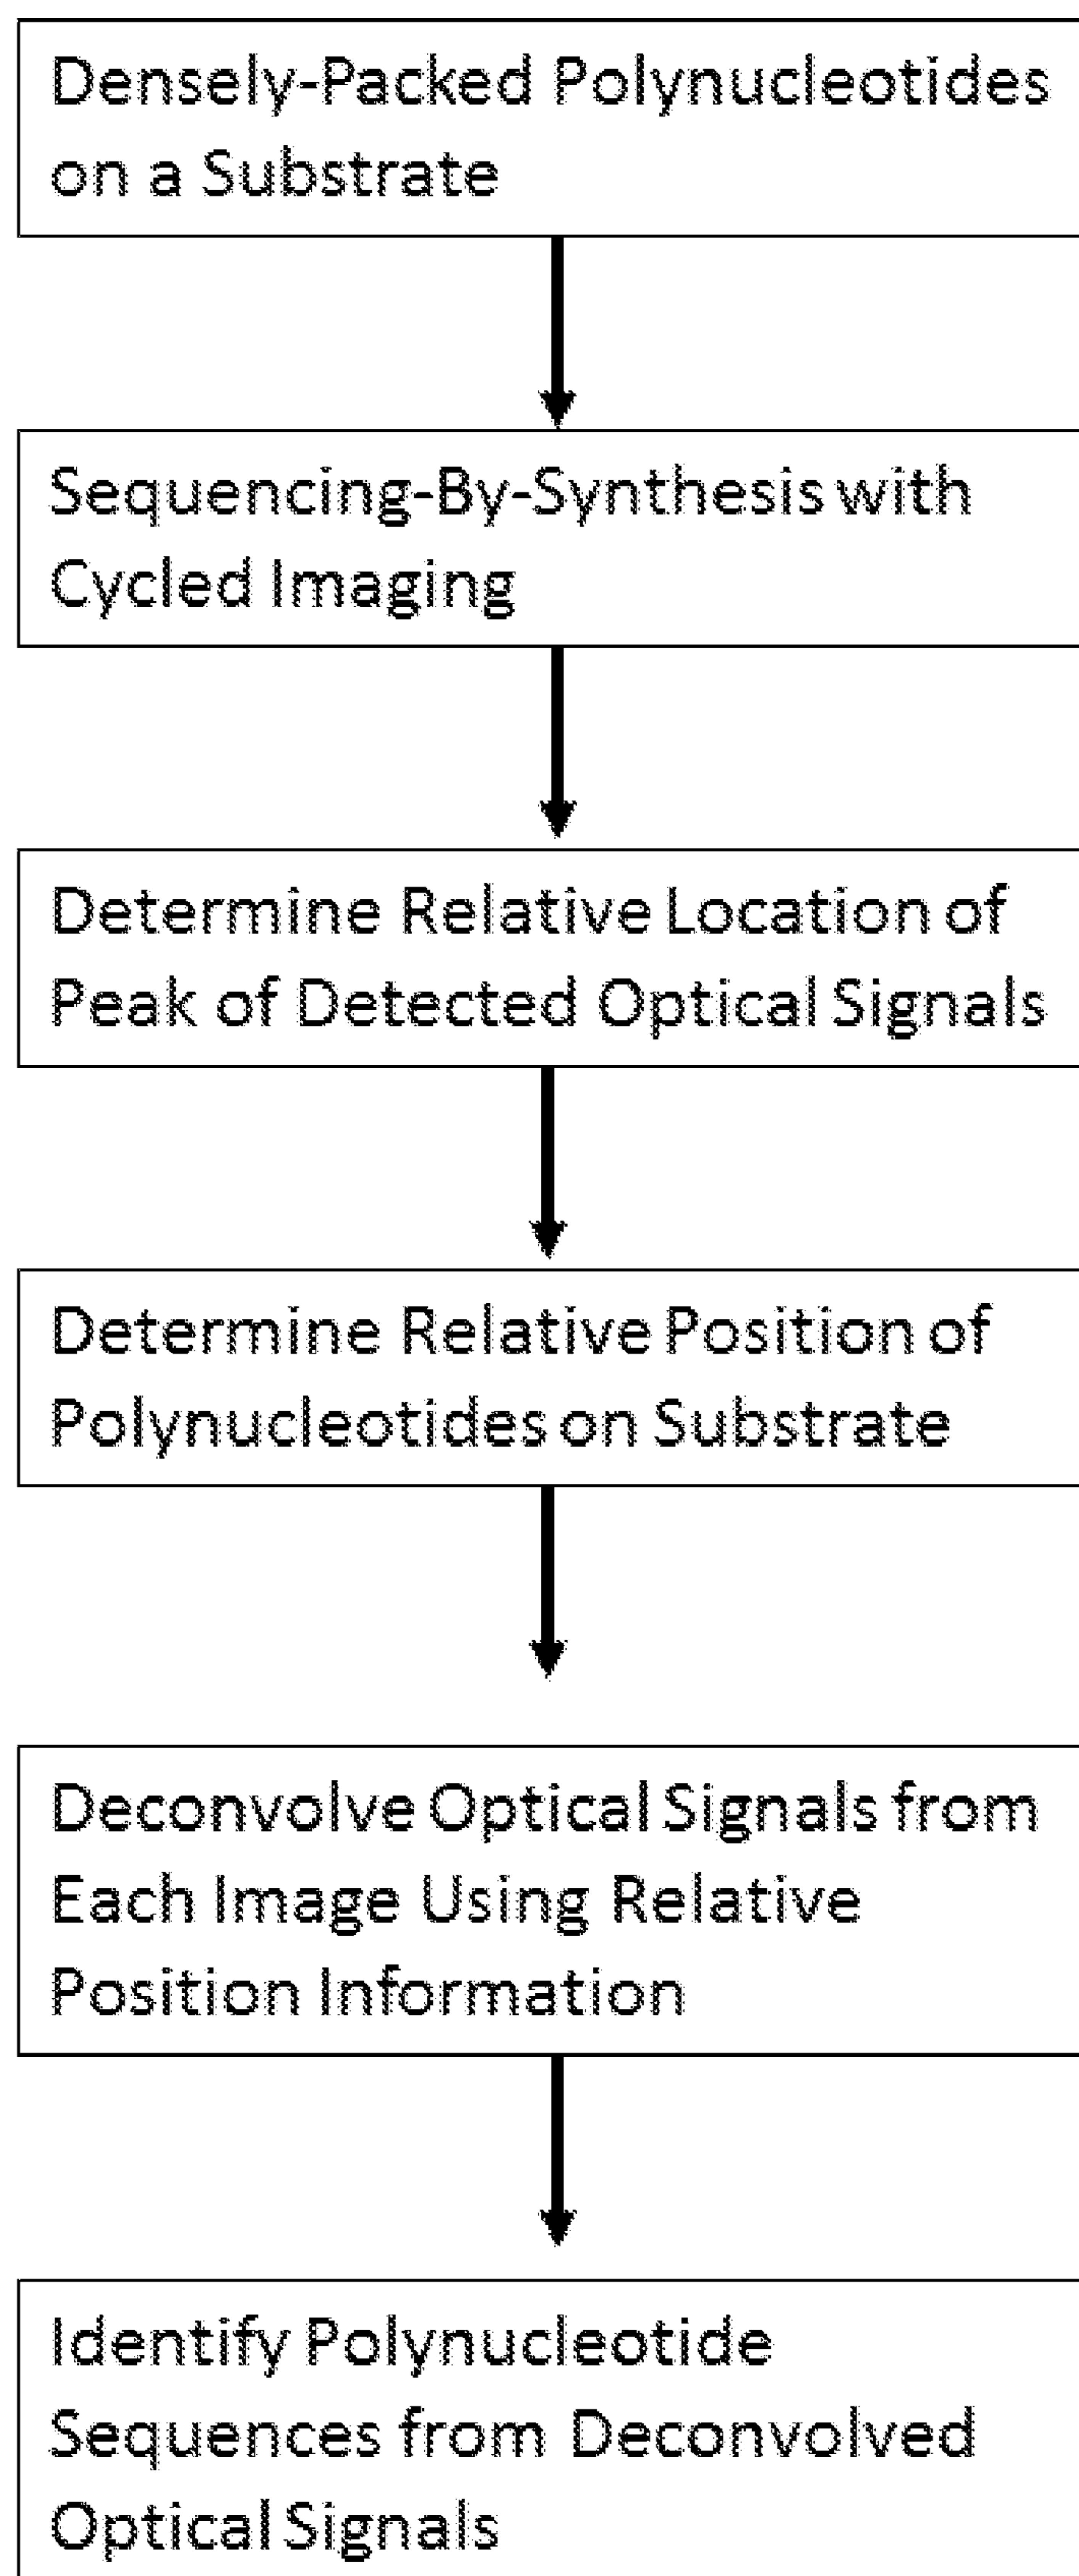 Densely-Packed Polynucleotides
on a Substrate
Sequencing-By-Synthesis with
Cycled Imaging
Determine Relative Location of
Peak of Detected Optical Signals
Determine Relative Position of
Polynucleotides on Substrate
Deconvolve Optical Signals from
Each Image Using Relative
Position Information
Identify Polynucleotide
Sequences from Deconvolved
Optical Signals